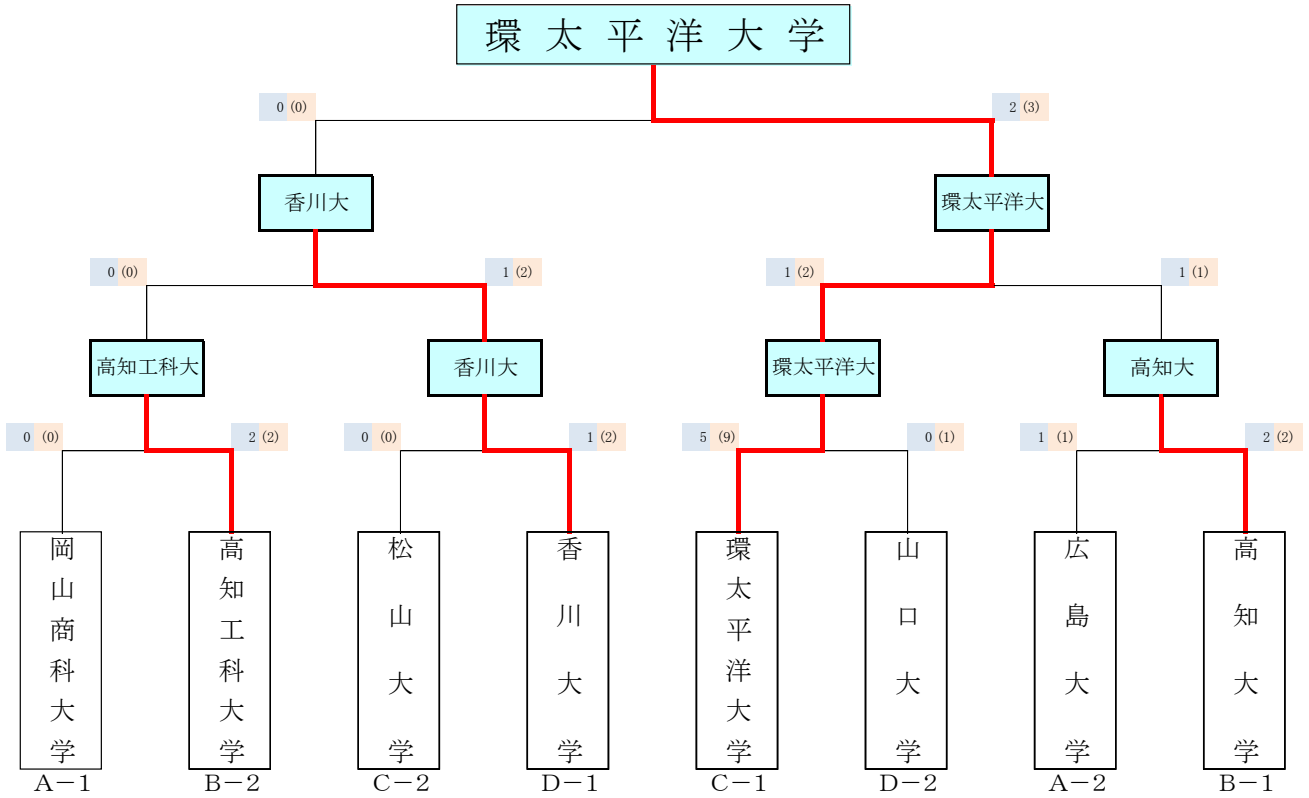 環太平洋大学
0 (0)
2 (3)
香川大
環太平洋大
0 (0)
1 (2)
1 (2)
1 (1)
高知工科大
香川大
環太平洋大
高知大
0 (0)
2 (2)
0 (0)
1 (2)
5 (9)
0 (1)
1 (1)
2 (2)
岡山商科大学
高知工科大学
松山大学
香川大学
環太平洋大学
山口大学
広島大学
高知大学
A-1
B-2
C-2
D-1
C-1
D-2
A-2
B-1